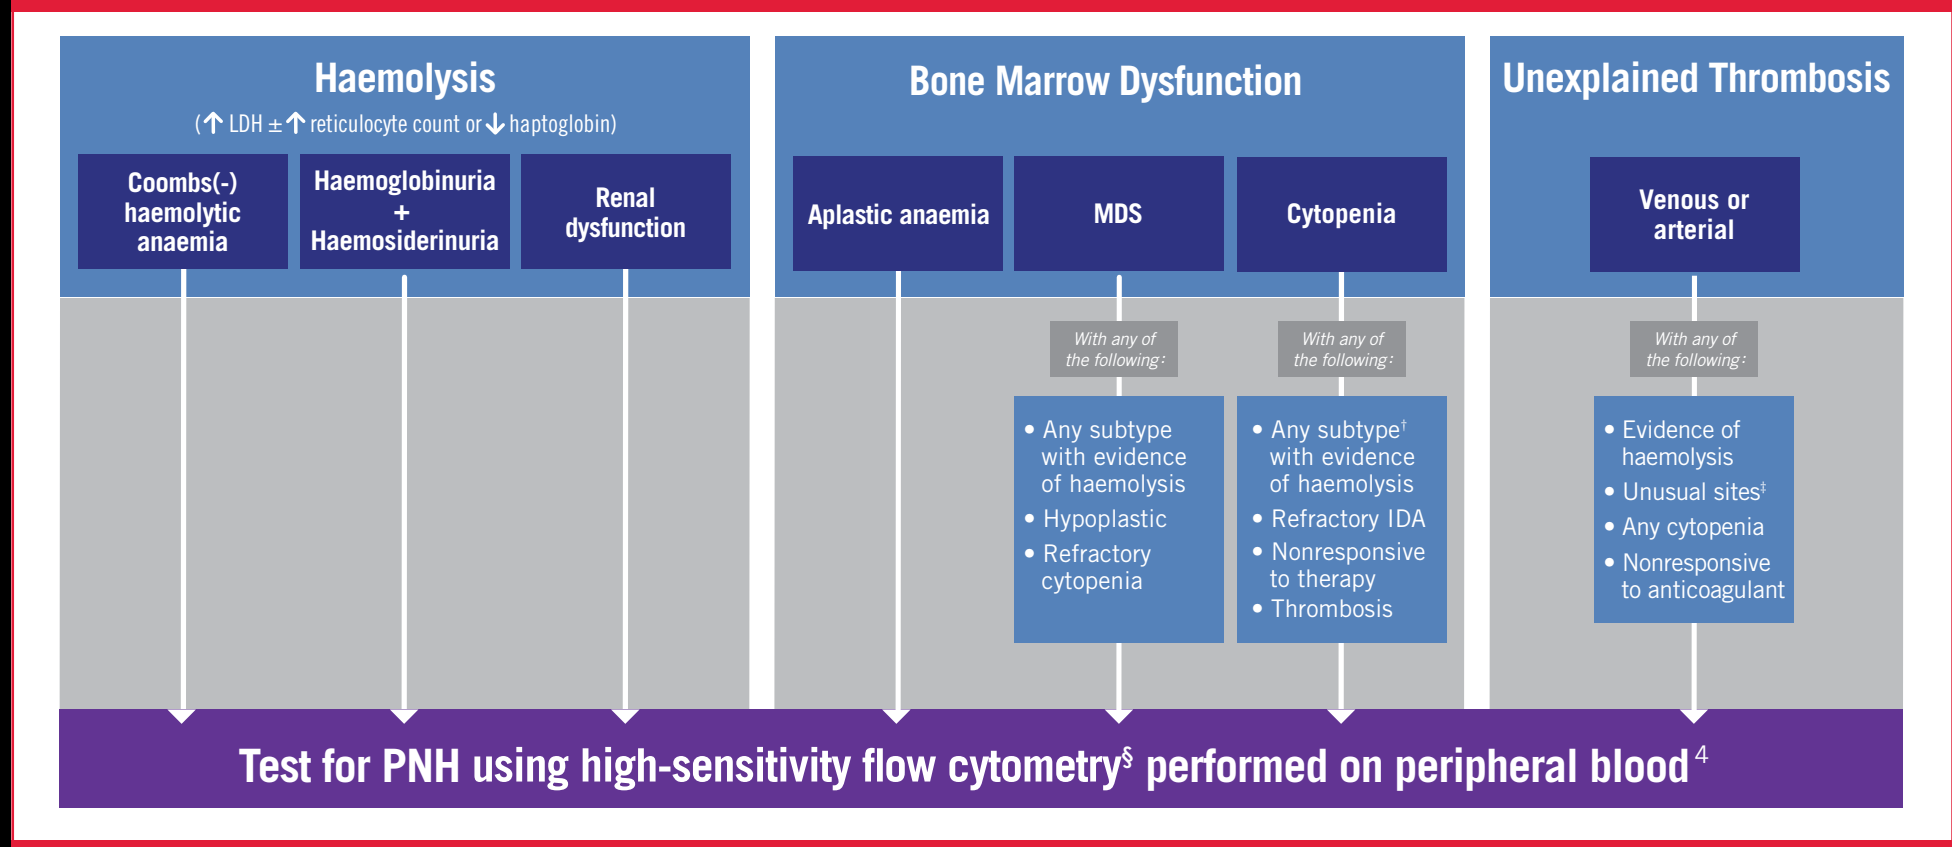 Haemolysis
(↑ LDH ± ↑ reticulocyte count or ↓ haptoglobin)
Coombs(-)
haemolytic
anaemia
Haemoglobinuria
+
Haemosiderinuria
Renal
dysfunction
Bone Marrow Dysfunction
Aplastic anaemia
MDS
With any of
the following:
• Any subtype
with evidence
of haemolysis
• Hypoplastic
• Refractory
cytopenia
Cytopenia
With any of
the following:
• Any subtype†
with evidence
of haemolysis
• Refractory IDA
• Nonresponsive
to therapy
• Thrombosis
Unexplained Thrombosis
Venous or
arterial
With any of
the following:
• Evidence of
haemolysis
• Unusual sites‡
• Any cytopenia
• Nonresponsive
to anticoagulant
Test for PNH using high-sensitivity flow cytometry§ performed on peripheral blood4